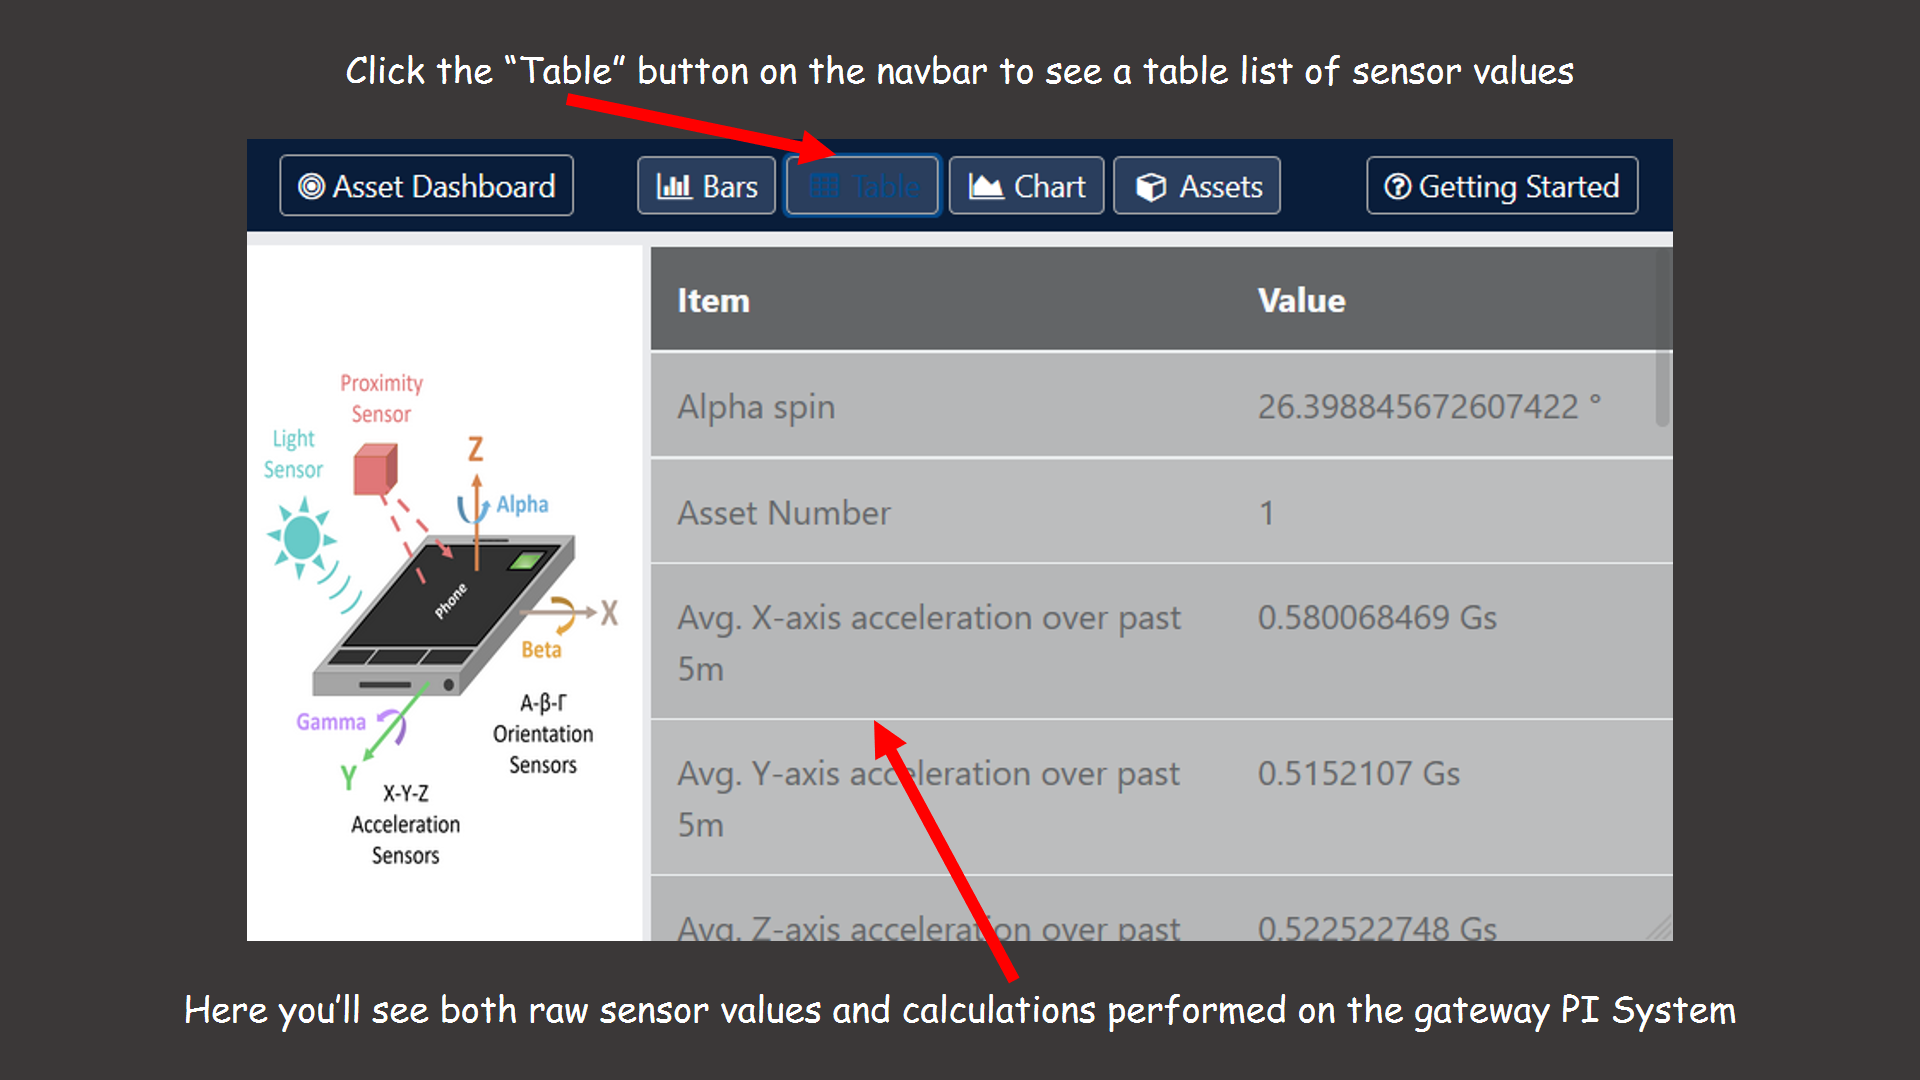 Click the “Table” button on the navbar to see a table list of sensor values
Asset Dashboard
Bars
Table
Chart
Assets
Getting Started
Proximity
Sensor
Light
Sensor
Z
Alpha
Phone
X
Beta
Gamma
Y
Α-β-Γ
Orientation
Sensors
X-Y-Z
Acceleration
Sensors
Item Value
Alpha spin 26.398845672607422 °
Asset Number 1
Avg. X-axis acceleration over past 0.580068469 Gs
5m
Avg. Y-axis acceleration over past 0.5152107 Gs
5m
Avg. Z-axis acceleration over past 0.522522748 Gs
Here you’ll see both raw sensor values and calculations performed on the gateway PI System